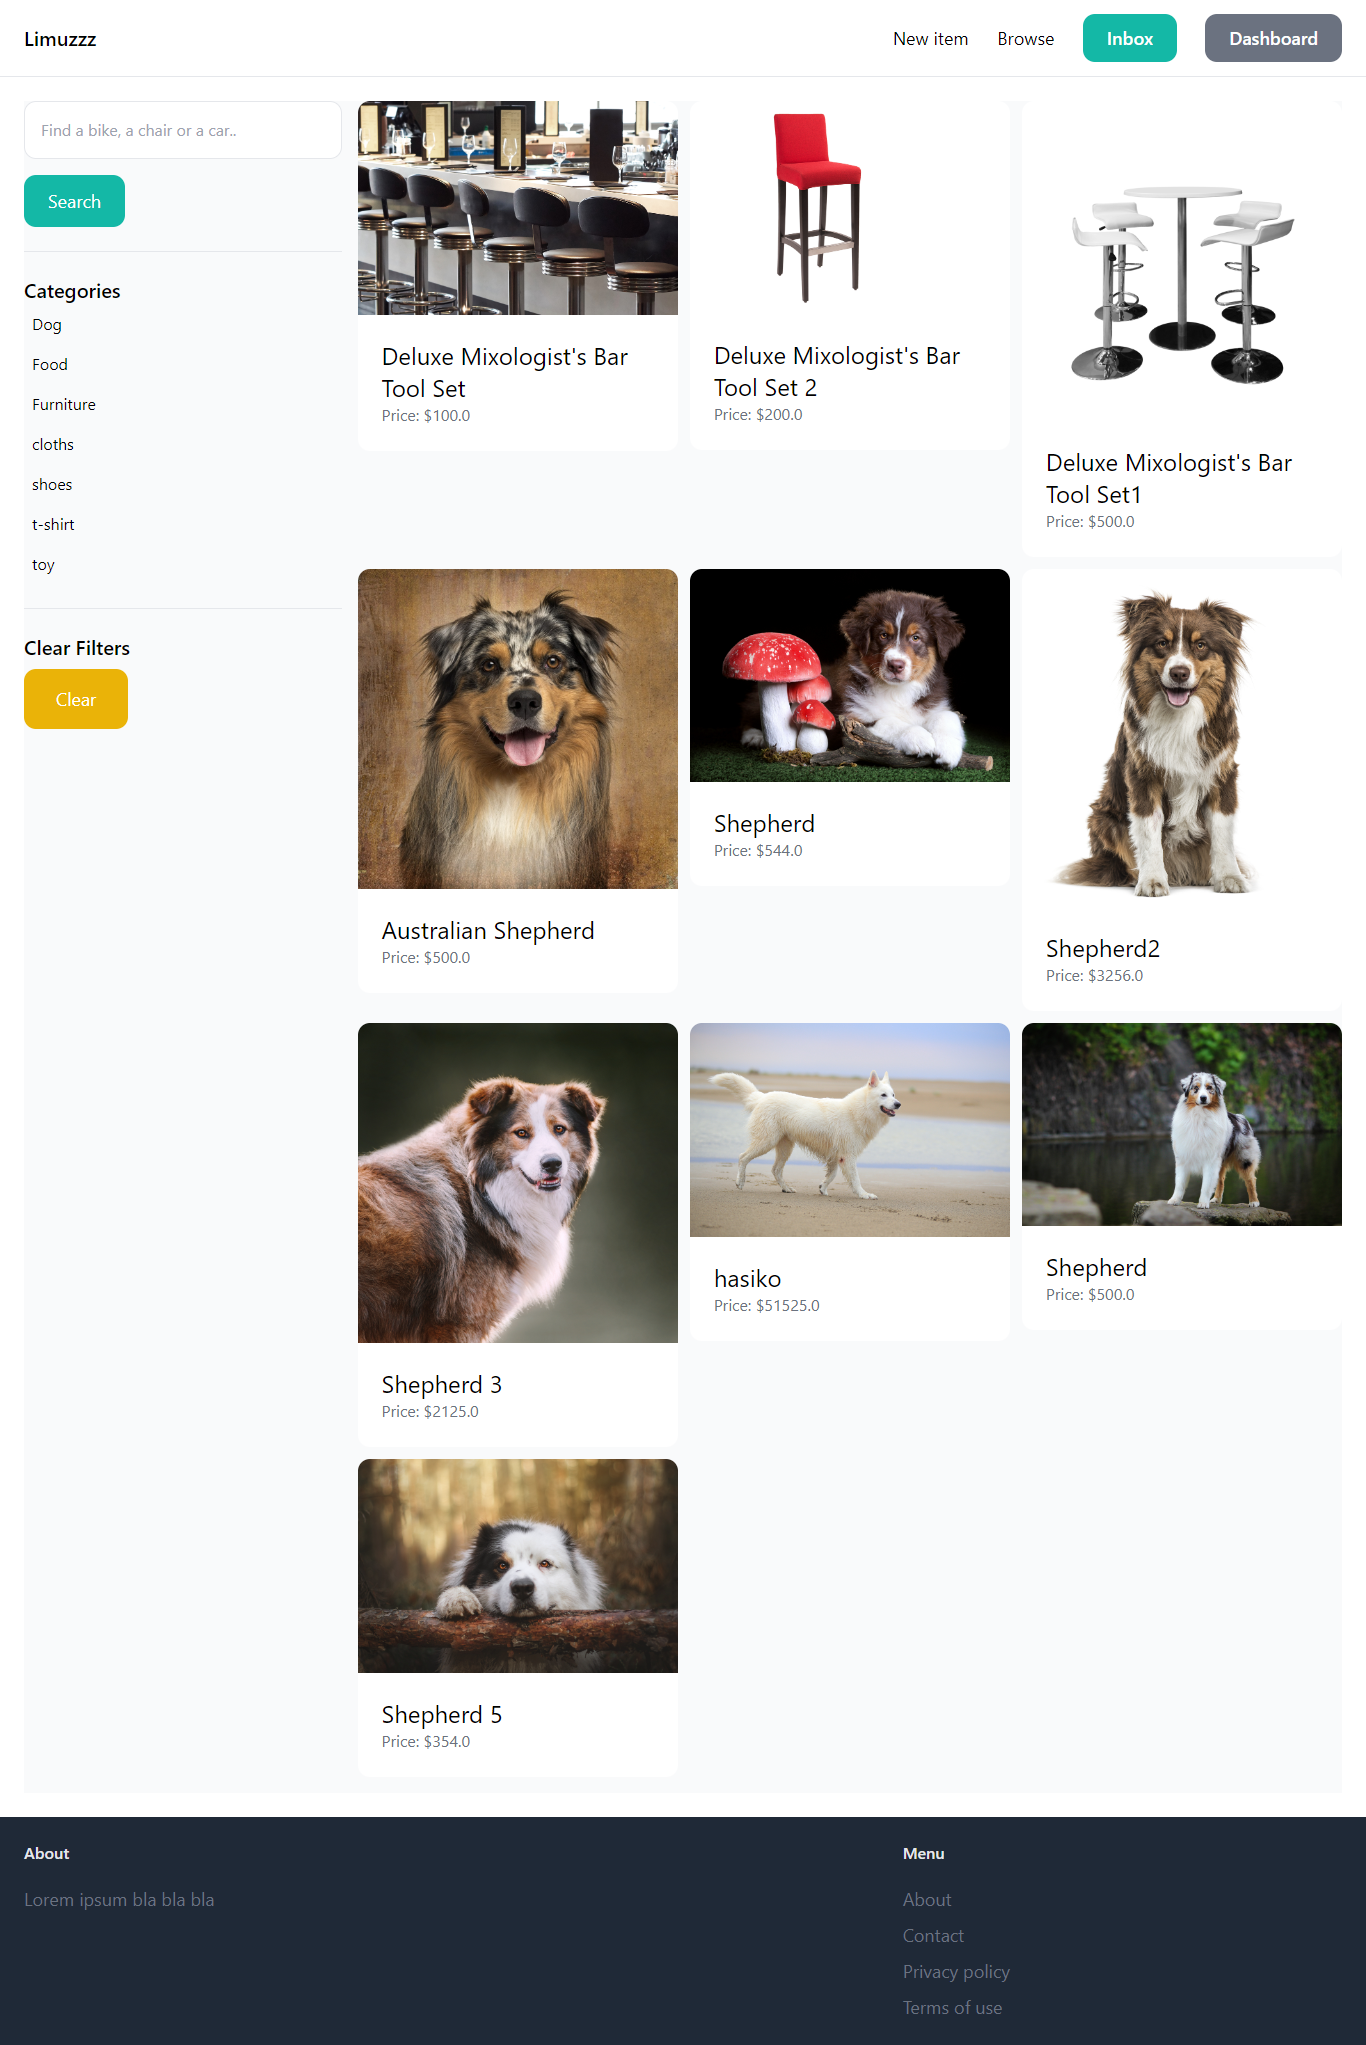 Limuzzz
New item
Browse
Inbox
Dashboard
Find a bike, a chair or a car..
Search
Categories
Dog
Food
Furniture
cloths
shoes
t-shirt
toy
Clear Filters
Clear
Deluxe Mixologist's Bar
Tool Set
Price: $100.0
Deluxe Mixologist's Bar
Tool Set 2
Price: $200.0
Deluxe Mixologist's Bar
Tool Set1
Price: $500.0
Australian Shepherd
Price: $500.0
Shepherd
Price: $544.0
Shepherd2
Price: $3256.0
Shepherd 3
Price: $2125.0
hasiko
Price: $51525.0
Shepherd
Price: $500.0
Shepherd 5
Price: $354.0
About
Lorem ipsum bla bla bla
Menu
About
Contact
Privacy policy
Terms of use